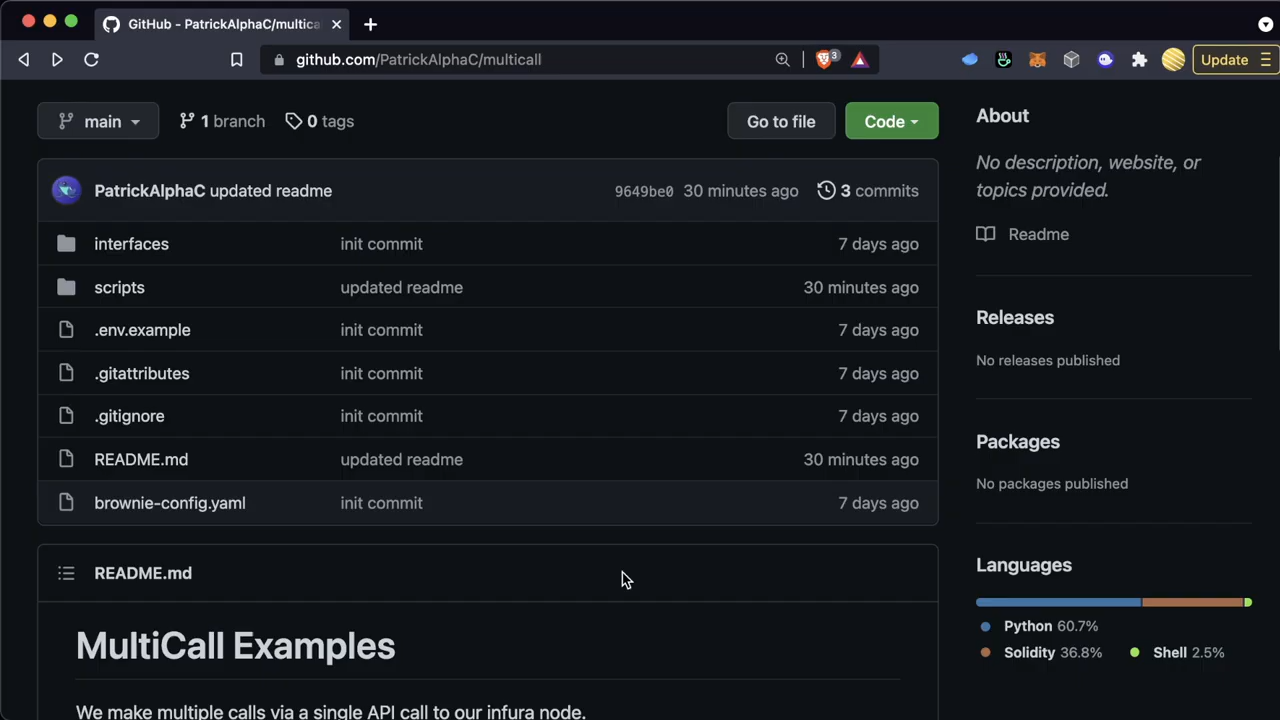 GitHub - PatrickAlphaC/multica
github.com/PatrickAlphaC/multicall
3
Update
main
1 branch
0 tags
Go to file
Code
PatrickAlphaC updated readme
9649be0 30 minutes ago
3 commits
interfaces
init commit
7 days ago
scripts
updated readme
30 minutes ago
.env.example
init commit
7 days ago
.gitattributes
init commit
7 days ago
.gitignore
init commit
7 days ago
README.md
updated readme
30 minutes ago
brownie-config.yaml
init commit
7 days ago
README.md
MultiCall Examples
We make multiple calls via a single API call to our infura node.
About
No description, website, or
topics provided.
Readme
Releases
No releases published
Packages
No packages published
Languages
Python 60.7%
Solidity 36.8%
Shell 2.5%